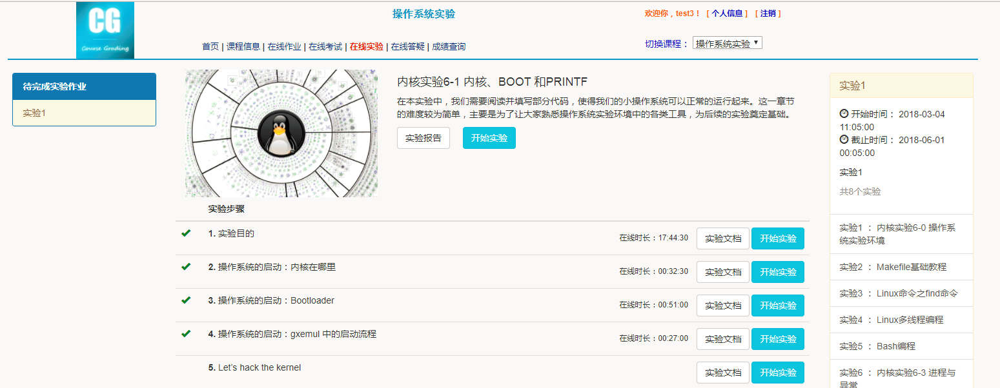 CG
Course Grading
操作系统实验
欢迎你，test3！ [ 个人信息 ] [ 注销 ]
首页 | 课程信息 | 在线作业 | 在线考试 | 在线实验 | 在线答疑 | 成绩查询
切换课程： 操作系统实验
待完成实验作业
实验1
内核实验6-1 内核、BOOT 和PRINTF
在本实验中，我们需要阅读并填写部分代码，使得我们的小操作系统可以正常的运行起来。这一章节
的难度较为简单，主要是为了让大家熟悉操作系统实验环境中的各类工具，为后续的实验奠定基础。
实验报告 开始实验
实验步骤
1. 实验目的 在线时长：17:44:30 实验文档 开始实验
2. 操作系统的启动：内核在哪里 在线时长：00:32:30 实验文档 开始实验
3. 操作系统的启动：Bootloader 在线时长：00:51:00 实验文档 开始实验
4. 操作系统的启动：gxemul 中的启动流程 在线时长：00:27:00 实验文档 开始实验
5. Let’s hack the kernel 实验文档 开始实验
实验1
开始时间： 2018-03-04
11:05:00
截止时间： 2018-06-01
00:05:00
实验1
共8个实验
实验1 ： 内核实验6-0 操作系
统实验环境
实验2 ： Makefile基础教程
实验3 ： Linux命令之find命令
实验4 ： Linux多线程编程
实验5 ： Bash编程
实验6 ： 内核实验6-3 进程与
异常